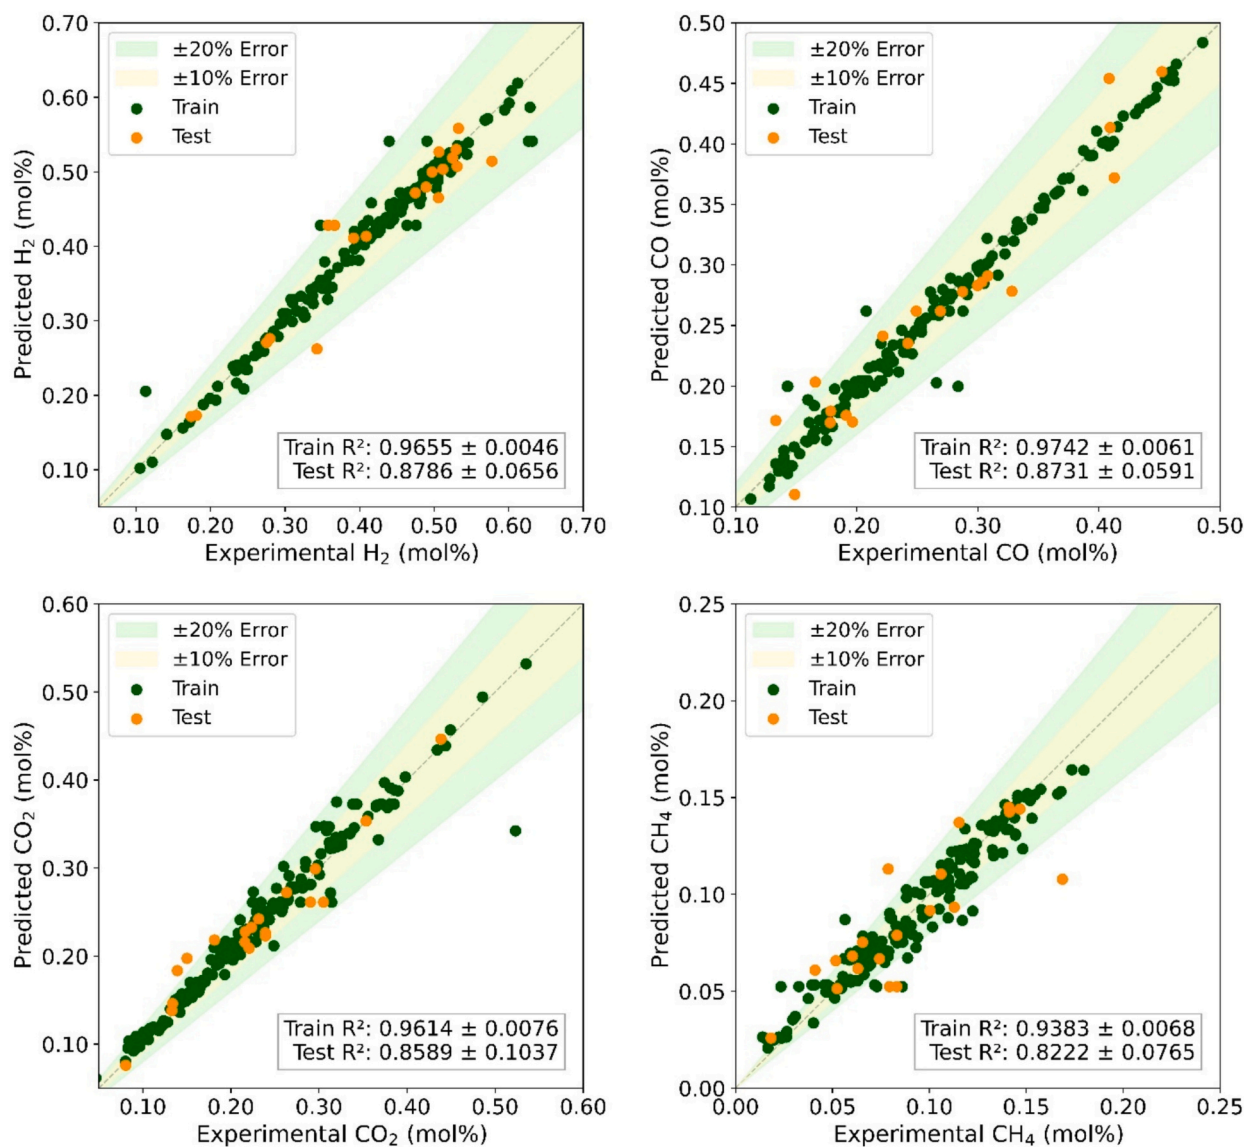 0.70
0.60
0.50
0.40
0.30
0.20
0.10
Predicted H₂ (mol%)
±20% Error
±10% Error
Train
Test
Train R²: 0.9655 ± 0.0046
Test R²: 0.8786 ± 0.0656
0.10 0.20 0.30 0.40 0.50 0.60 0.70
Experimental H₂ (mol%)
0.50
0.45
0.40
0.35
0.30
0.25
0.20
0.15
0.10
Predicted CO (mol%)
±20% Error
±10% Error
Train
Test
Train R²: 0.9742 ± 0.0061
Test R²: 0.8731 ± 0.0591
0.10 0.20 0.30 0.40 0.50
Experimental CO (mol%)
0.60
0.50
0.40
0.30
0.20
0.10
Predicted CO₂ (mol%)
±20% Error
±10% Error
Train
Test
Train R²: 0.9614 ± 0.0076
Test R²: 0.8589 ± 0.1037
0.10 0.20 0.30 0.40 0.50 0.60
Experimental CO₂ (mol%)
0.25
0.20
0.15
0.10
0.05
0.00
Predicted CH₄ (mol%)
±20% Error
±10% Error
Train
Test
Train R²: 0.9383 ± 0.0068
Test R²: 0.8222 ± 0.0765
0.00 0.05 0.10 0.15 0.20 0.25
Experimental CH₄ (mol%)